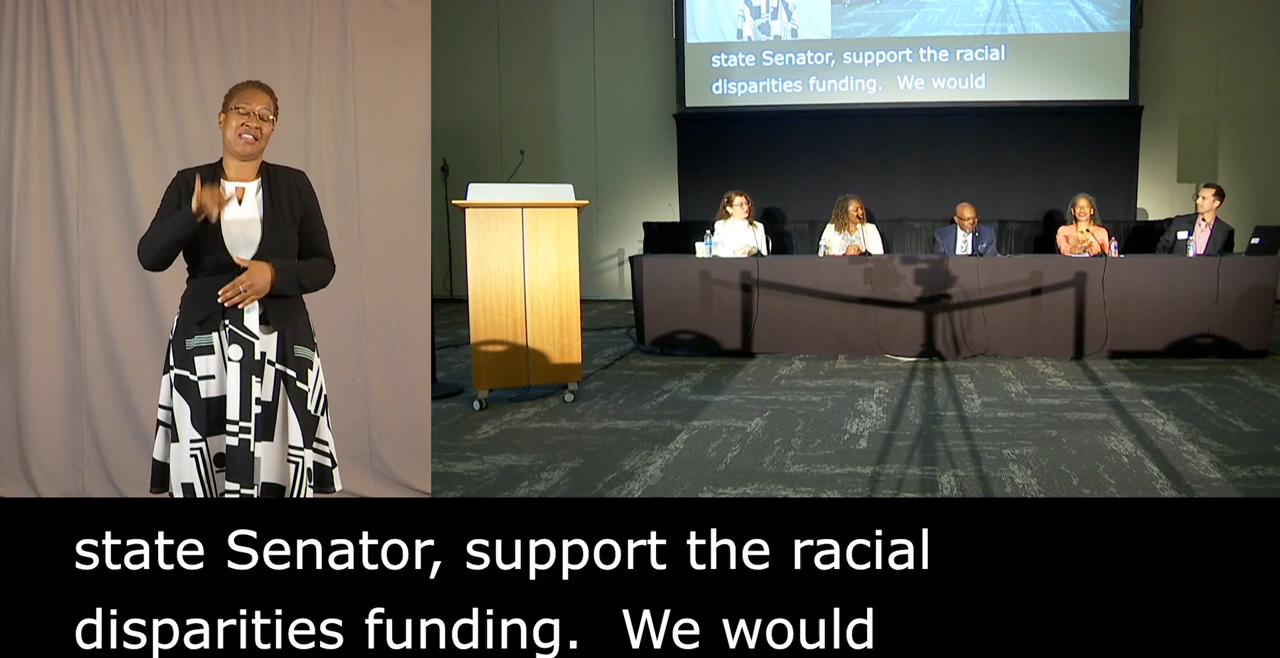 state Senator, support the racial
disparities funding.  We would
state Senator, support the racial
disparities funding.  We would